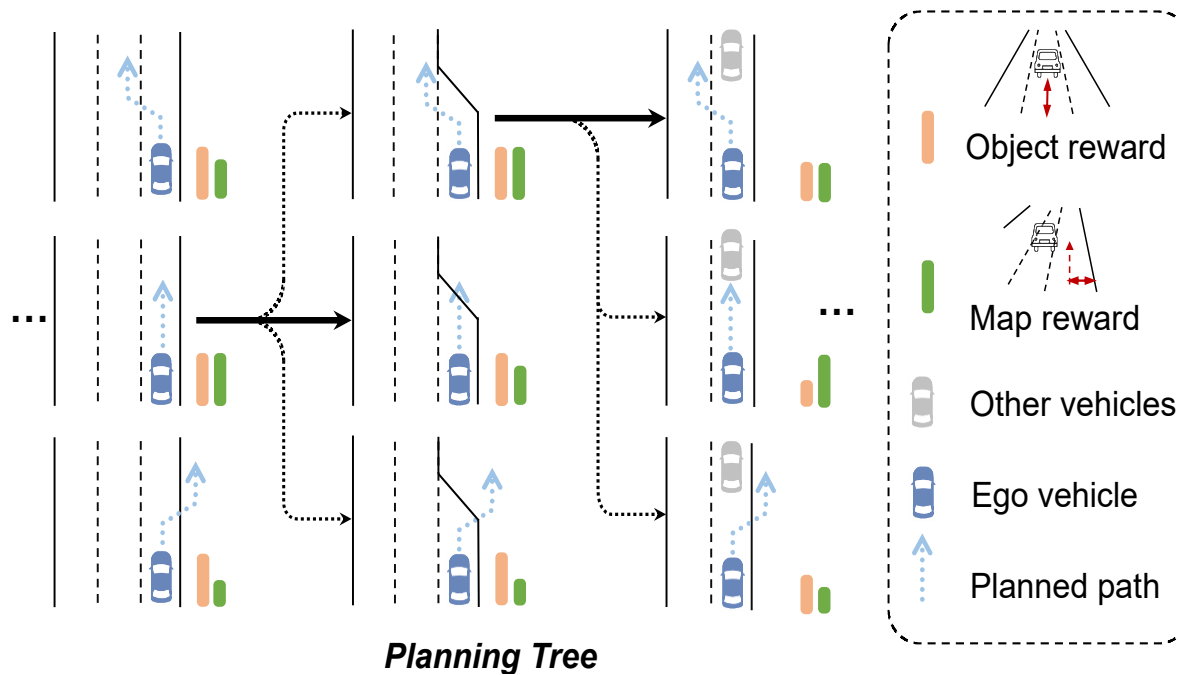 ...
...
Planning Tree
Object reward
Map reward
Other vehicles
Ego vehicle
Planned path